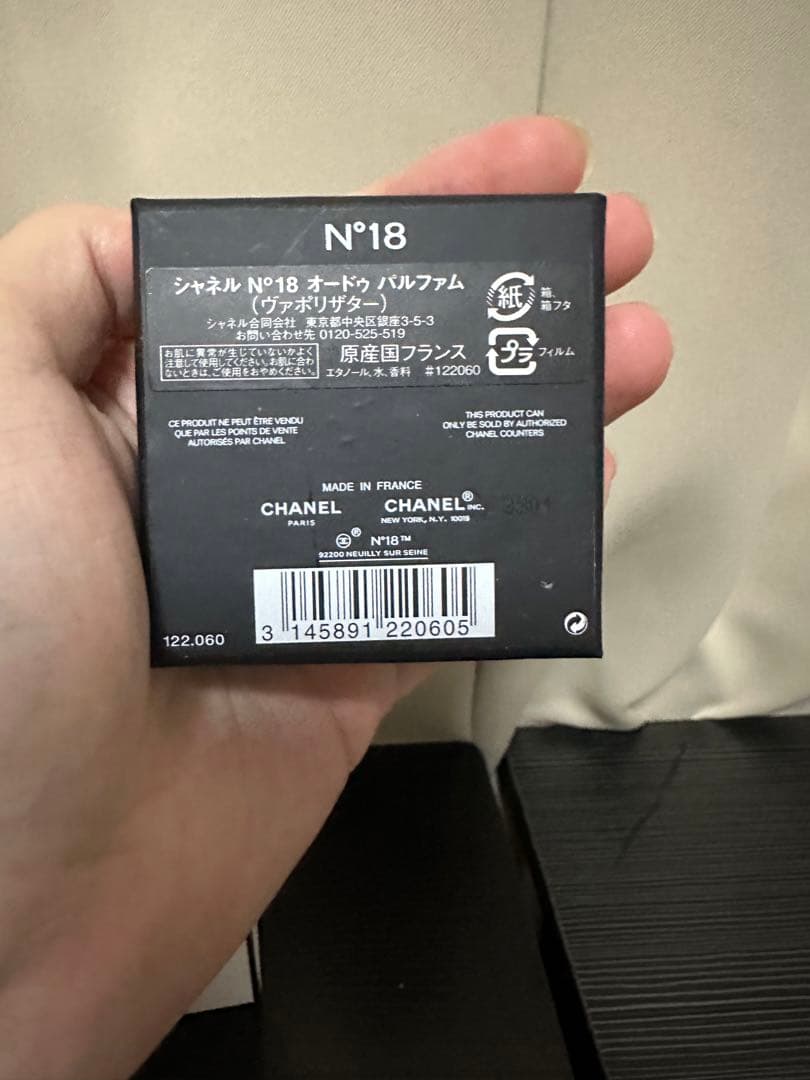 N°18
シャネル N°18 オードゥ パルファム
(ヴァポリザター)
シャネル合同会社 東京都中央区銀座3-5-3
お問い合わせ先 0120-525-519
お肌に異常が生じていないかよく
注意して使用してください。お肌に合わ
ないときは、ご使用をおやめください。
原産国フランス
エタノール、水、香料 #122060
紙
箱、
箱フタ
プラ
フィルム
CE PRODUIT NE PEUT ÊTRE VENDU
QUE PAR LES POINTS DE VENTE
AUTORISÉS PAR CHANEL
THIS PRODUCT CAN
ONLY BE SOLD BY AUTHORIZED
CHANEL COUNTERS
MADE IN FRANCE
CHANEL
PARIS
CHANEL® INC.
NEW YORK, N.Y. 10019
® N°18™
92200 NEUILLY SUR SEINE
3 145891 220605
122.060